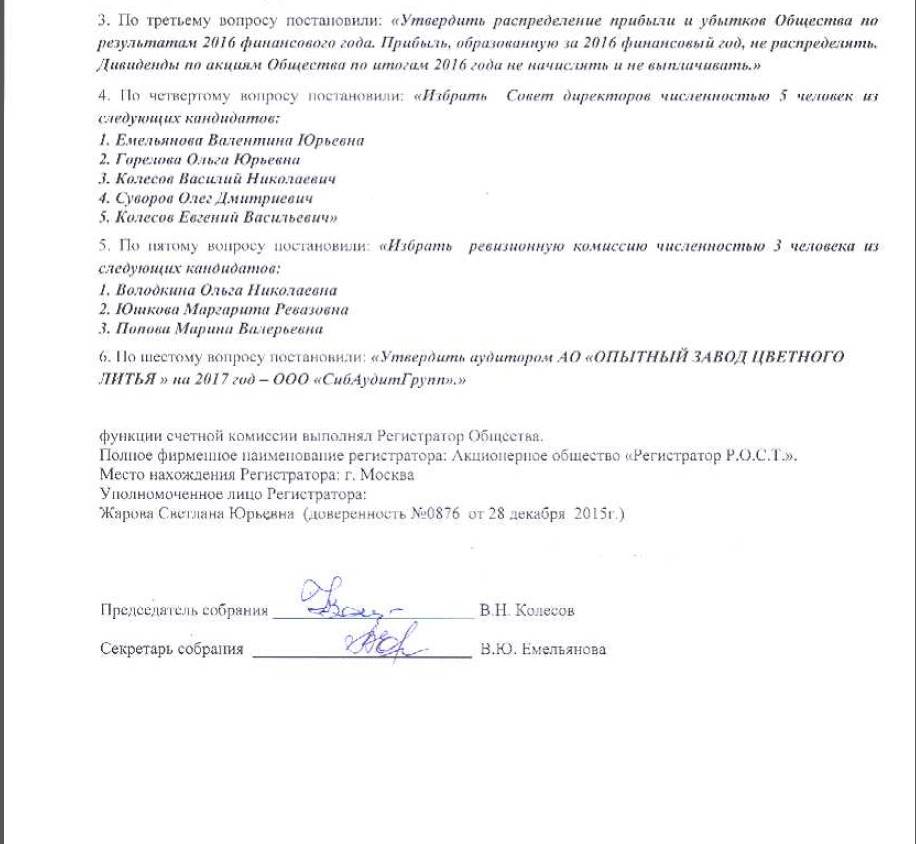 3. По третьему вопросу постановили: «Утвердить распределение прибыли и убытков Общества по
результатам 2016 финансового года. Прибыль, образованную за 2016 финансовый год, не распределять.
Дивиденды по акциям Общества по итогам 2016 года не начислять и не выплачивать.»
4. По четвертому вопросу постановили: «Избрать Совет директоров численностью 5 человек из
следующих кандидатов:
1. Емельянова Валентина Юрьевна
2. Горелова Ольга Юрьевна
3. Колесов Василий Николаевич
4. Суворов Олег Дмитриевич
5. Колесов Евгений Васильевич»
5. По пятому вопросу постановили: «Избрать ревизионную комиссию численностью 3 человека из
следующих кандидатов:
1. Володкина Ольга Николаевна
2. Юшкова Маргарита Ревазовна
3. Попова Марина Валерьевна
6. По шестому вопросу постановили: «Утвердить аудитором АО «ОПЫТНЫЙ ЗАВОД ЦВЕТНОГО
ЛИТЬЯ » на 2017 год – ООО «СибАудитГрупп».»
функции счетной комиссии выполнял Регистратор Общества.
Полное фирменное наименование регистратора: Акционерное общество «Регистратор Р.О.С.Т.».
Место нахождения Регистратора: г. Москва
Уполномоченное лицо Регистратора:
Жарова Светлана Юрьевна (доверенность №0876 от 28 декабря 2015г.)
Председатель собрания В.Н. Колесов
Секретарь собрания В.Ю. Емельянова